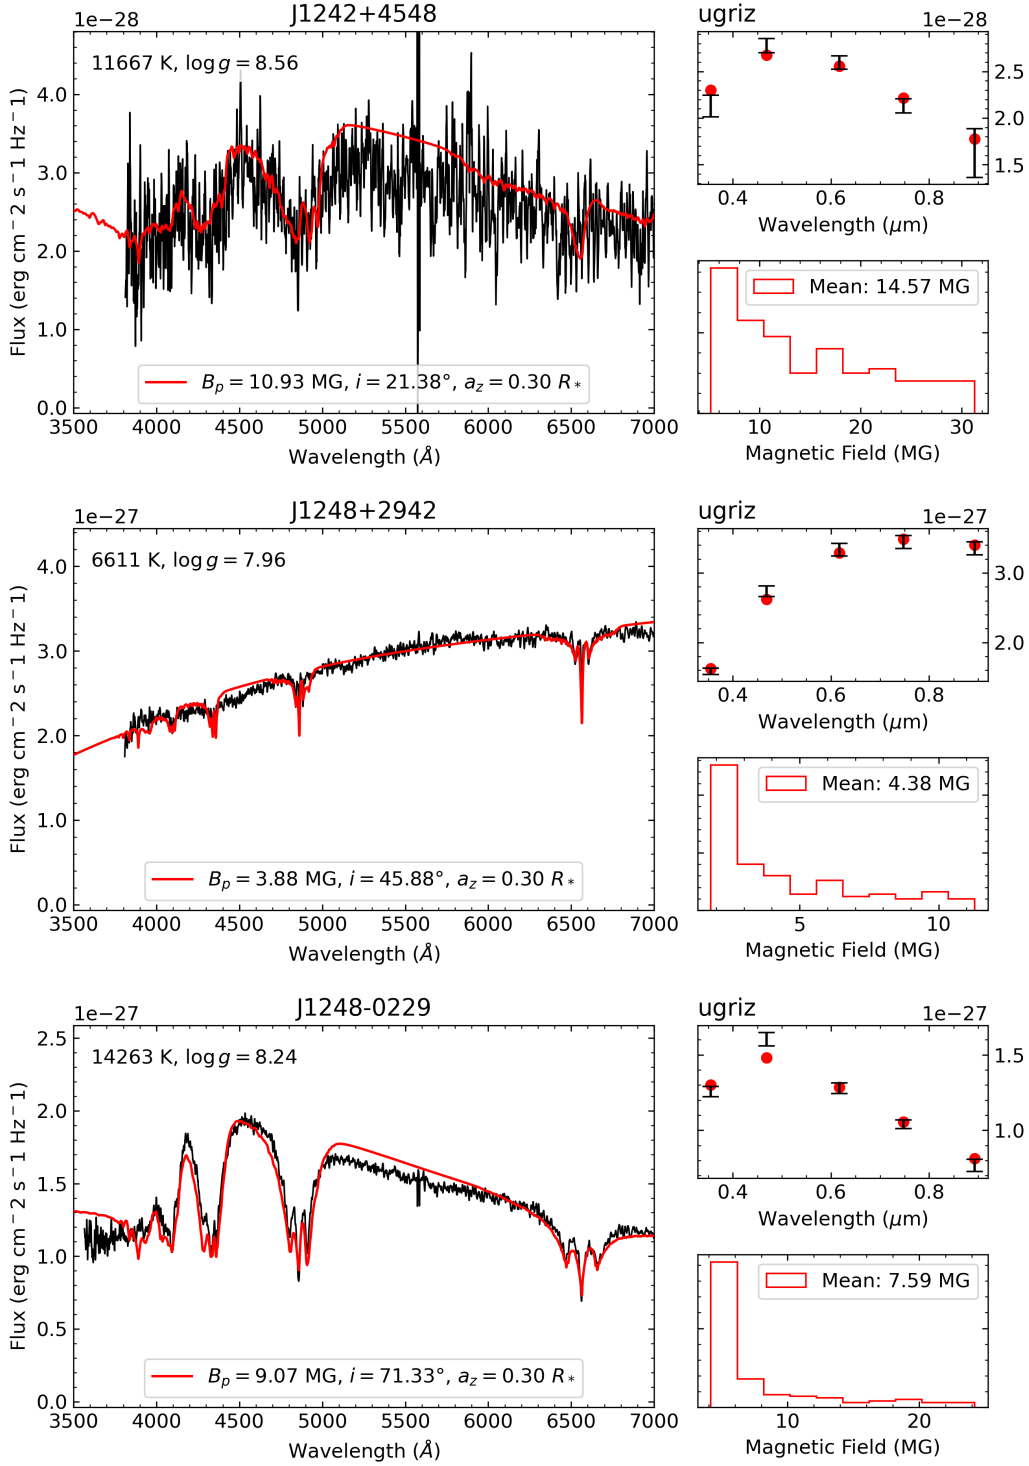 J1242+4548
1e−28
11667 K, log g = 8.56
Flux (erg cm−2 s−1 Hz−1)
4.0
3.0
2.0
1.0
0.0
B_p = 10.93 MG, i = 21.38°, a_z = 0.30 R_*
3500 4000 4500 5000 5500 6000 6500 7000
Wavelength (Å)
ugriz
1e−28
2.5
2.0
1.5
0.4 0.6 0.8
Wavelength (μm)
Mean: 14.57 MG
10 20 30
Magnetic Field (MG)
J1248+2942
1e−27
6611 K, log g = 7.96
Flux (erg cm−2 s−1 Hz−1)
4.0
3.0
2.0
1.0
0.0
B_p = 3.88 MG, i = 45.88°, a_z = 0.30 R_*
3500 4000 4500 5000 5500 6000 6500 7000
Wavelength (Å)
ugriz
1e−27
3.0
2.0
0.4 0.6 0.8
Wavelength (μm)
Mean: 4.38 MG
5 10
Magnetic Field (MG)
J1248-0229
1e−27
14263 K, log g = 8.24
Flux (erg cm−2 s−1 Hz−1)
2.5
2.0
1.5
1.0
0.5
0.0
B_p = 9.07 MG, i = 71.33°, a_z = 0.30 R_*
3500 4000 4500 5000 5500 6000 6500 7000
Wavelength (Å)
ugriz
1e−27
1.5
1.0
0.4 0.6 0.8
Wavelength (μm)
Mean: 7.59 MG
10 20
Magnetic Field (MG)